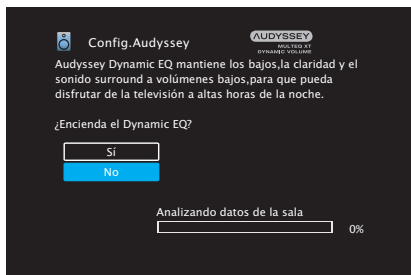 Config.Audyssey
AUDYSSEY
MULTEQ XT
DYNAMIC VOLUME
Audyssey Dynamic EQ mantiene los bajos,la claridad y el
sonido surround a volúmenes bajos,para que pueda
disfrutar de la televisión a altas horas de la noche.
¿Encienda el Dynamic EQ?
Sí
No
Analizando datos de la sala
0%